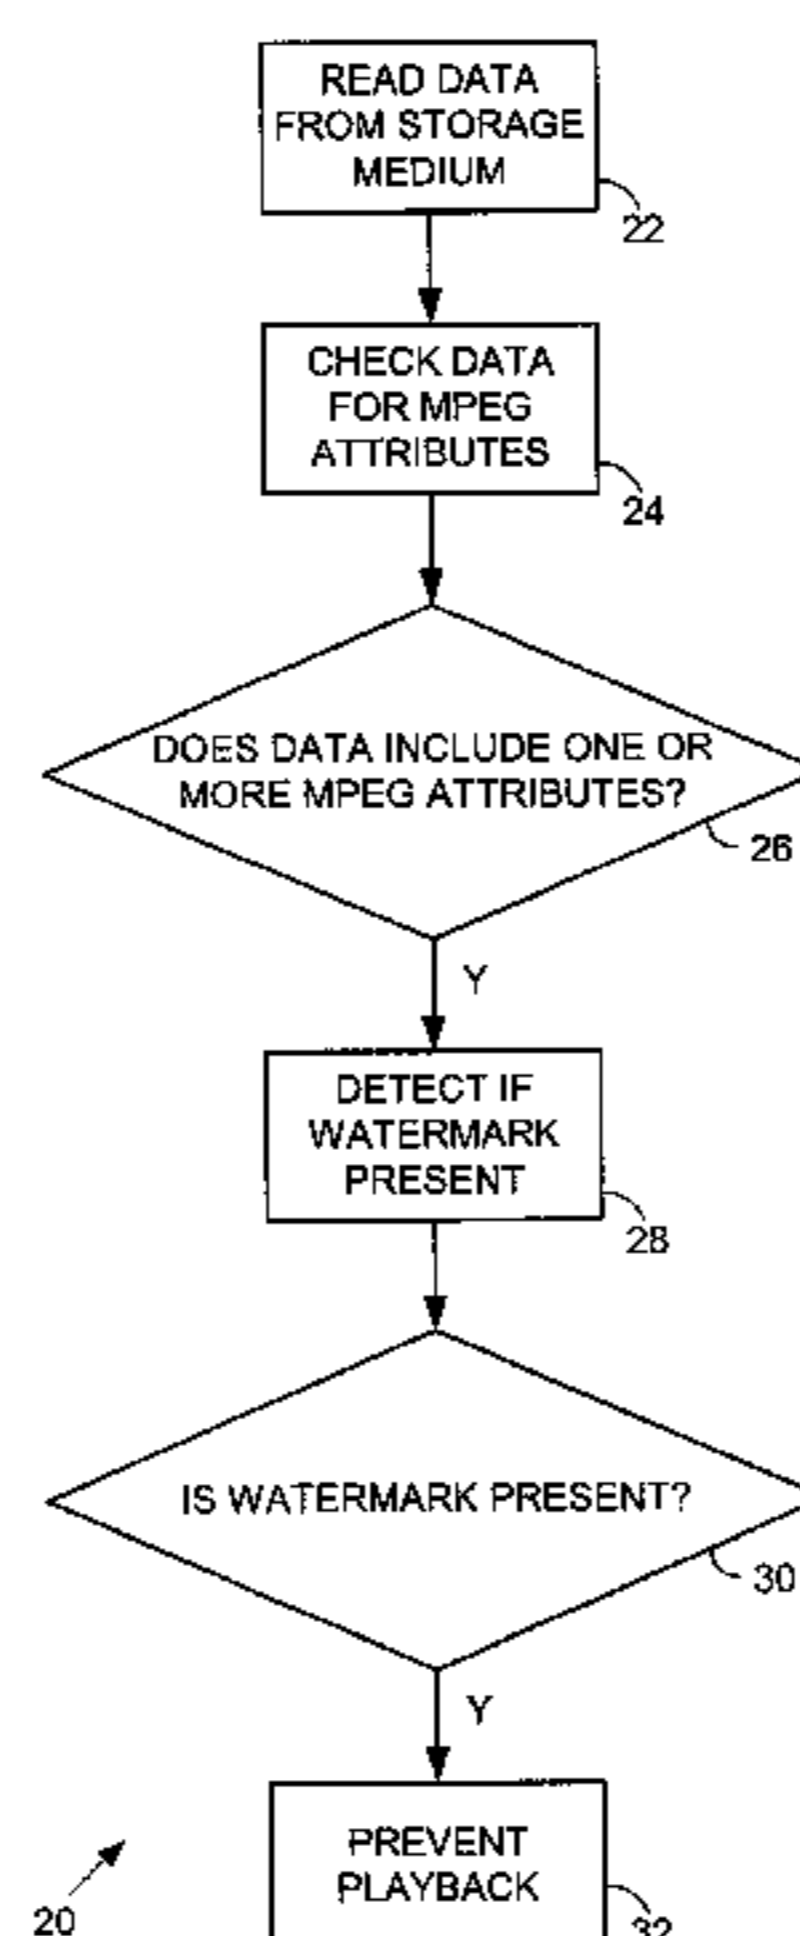 READ DATA
FROM STORAGE
MEDIUM
22
CHECK DATA
FOR MPEG
ATTRIBUTES
24
DOES DATA INCLUDE ONE OR
MORE MPEG ATTRIBUTES?
26
Y
DETECT IF
WATERMARK
PRESENT
28
IS WATERMARK PRESENT?
30
Y
PREVENT
PLAYBACK
32
20